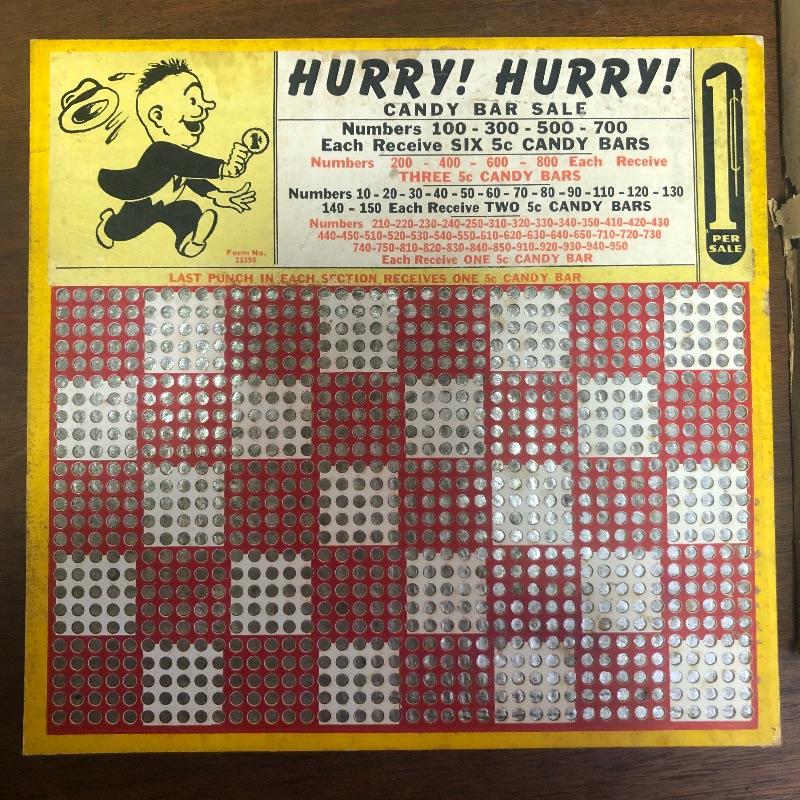 HURRY! HURRY!
CANDY BAR SALE
Numbers 100 - 300 - 500 - 700
Each Receive SIX 5c CANDY BARS
Numbers 200 - 400 - 600 - 800 Each Receive
THREE 5c CANDY BARS
Numbers 10 - 20 - 30 - 40 - 50 - 60 - 70 - 80 - 90 - 110 - 120 - 130
140 - 150 Each Receive TWO 5c CANDY BARS
Numbers 210-220-230-240-250-310-320-330-340-350-410-420-430
440-450-510-520-530-540-550-610-620-630-640-650-710-720-730
740-750-810-820-830-840-850-910-920-930-940-950
Each Receive ONE 5c CANDY BAR
1c
PER
SALE
1c
Form No.
11398
LAST PUNCH IN EACH SECTION RECEIVES ONE 5c CANDY BAR